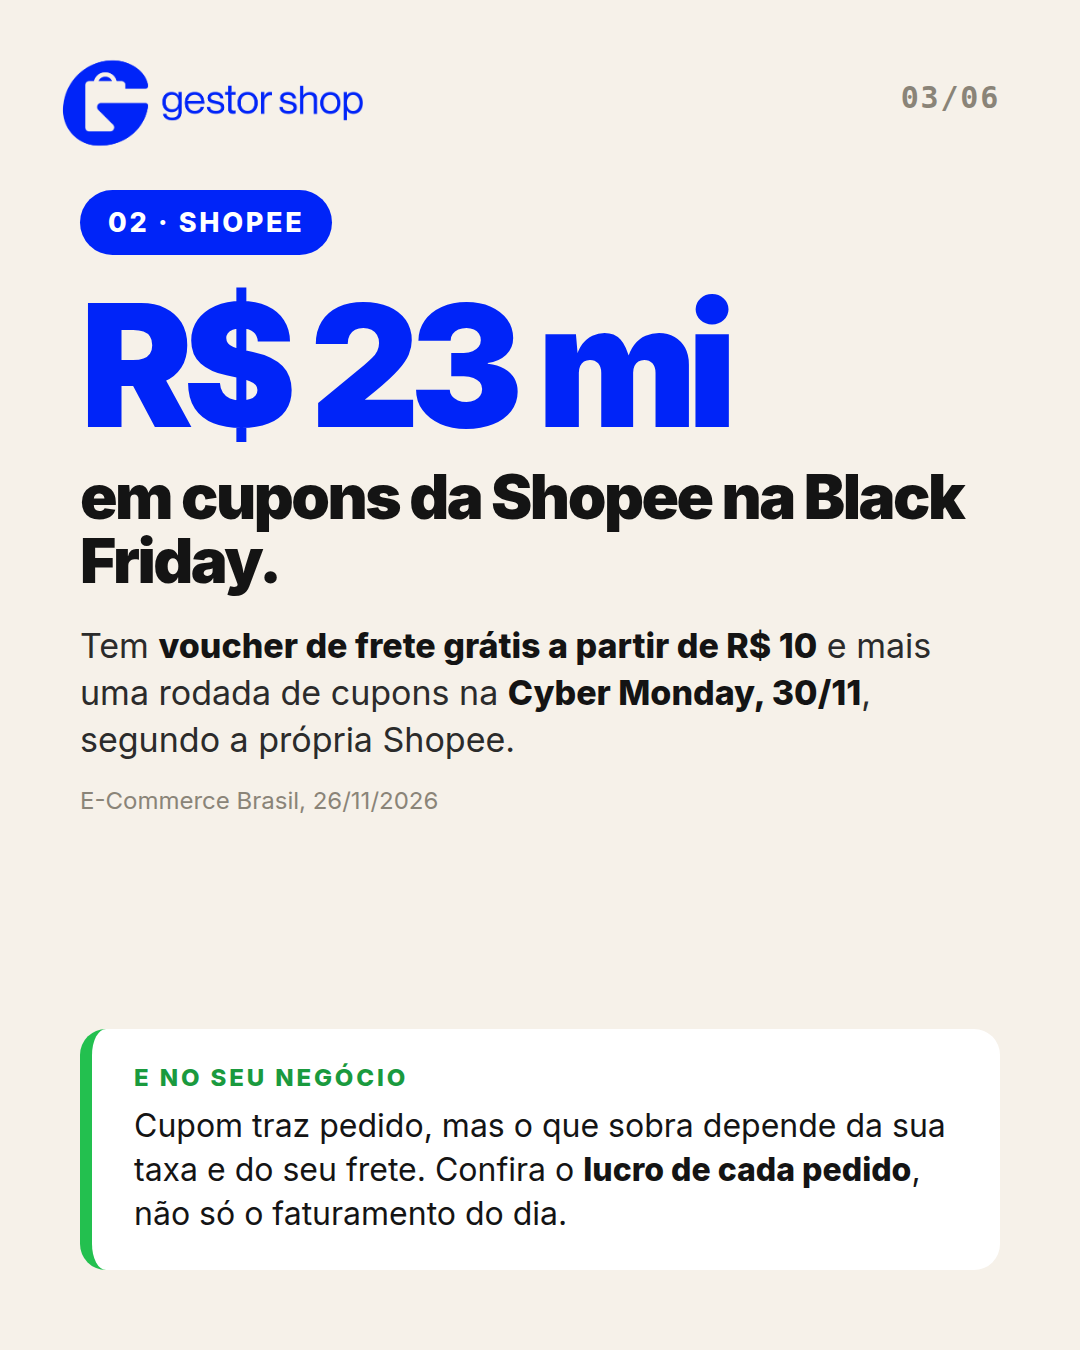 gestor shop
03/06
02 · SHOPEE
R$ 23 mi
em cupons da Shopee na Black
Friday.
Tem voucher de frete grátis a partir de R$ 10 e mais
uma rodada de cupons na Cyber Monday, 30/11,
segundo a própria Shopee.
E-Commerce Brasil, 26/11/2026
E NO SEU NEGÓCIO
Cupom traz pedido, mas o que sobra depende da sua
taxa e do seu frete. Confira o lucro de cada pedido,
não só o faturamento do dia.